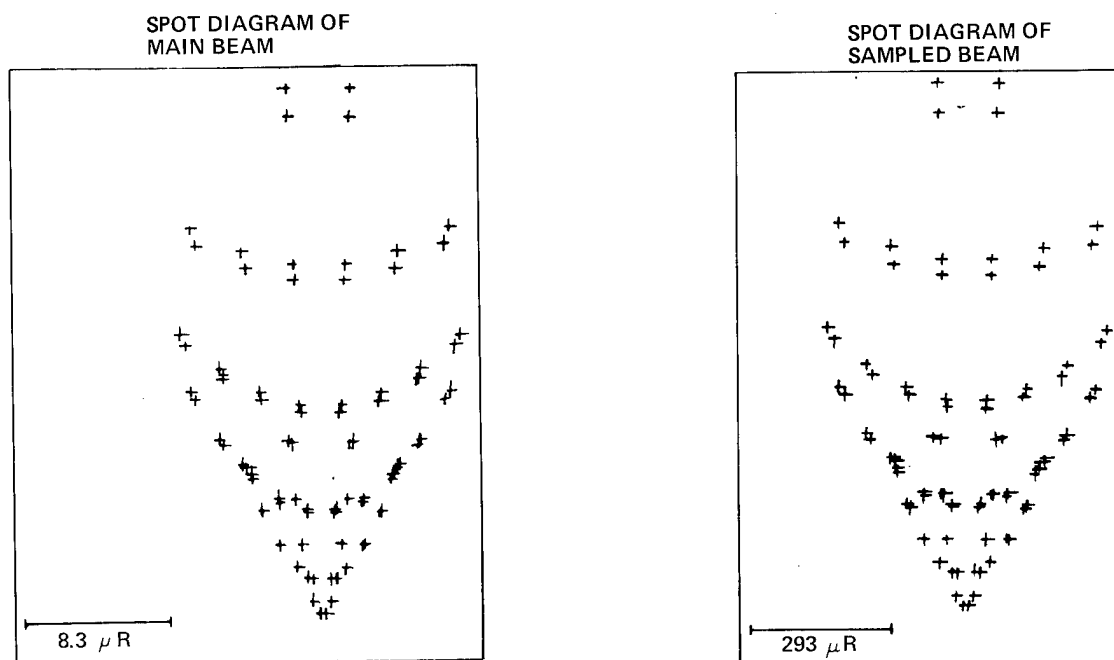 SPOT DIAGRAM OF
MAIN BEAM
8.3 μR
SPOT DIAGRAM OF
SAMPLED BEAM
293 μR